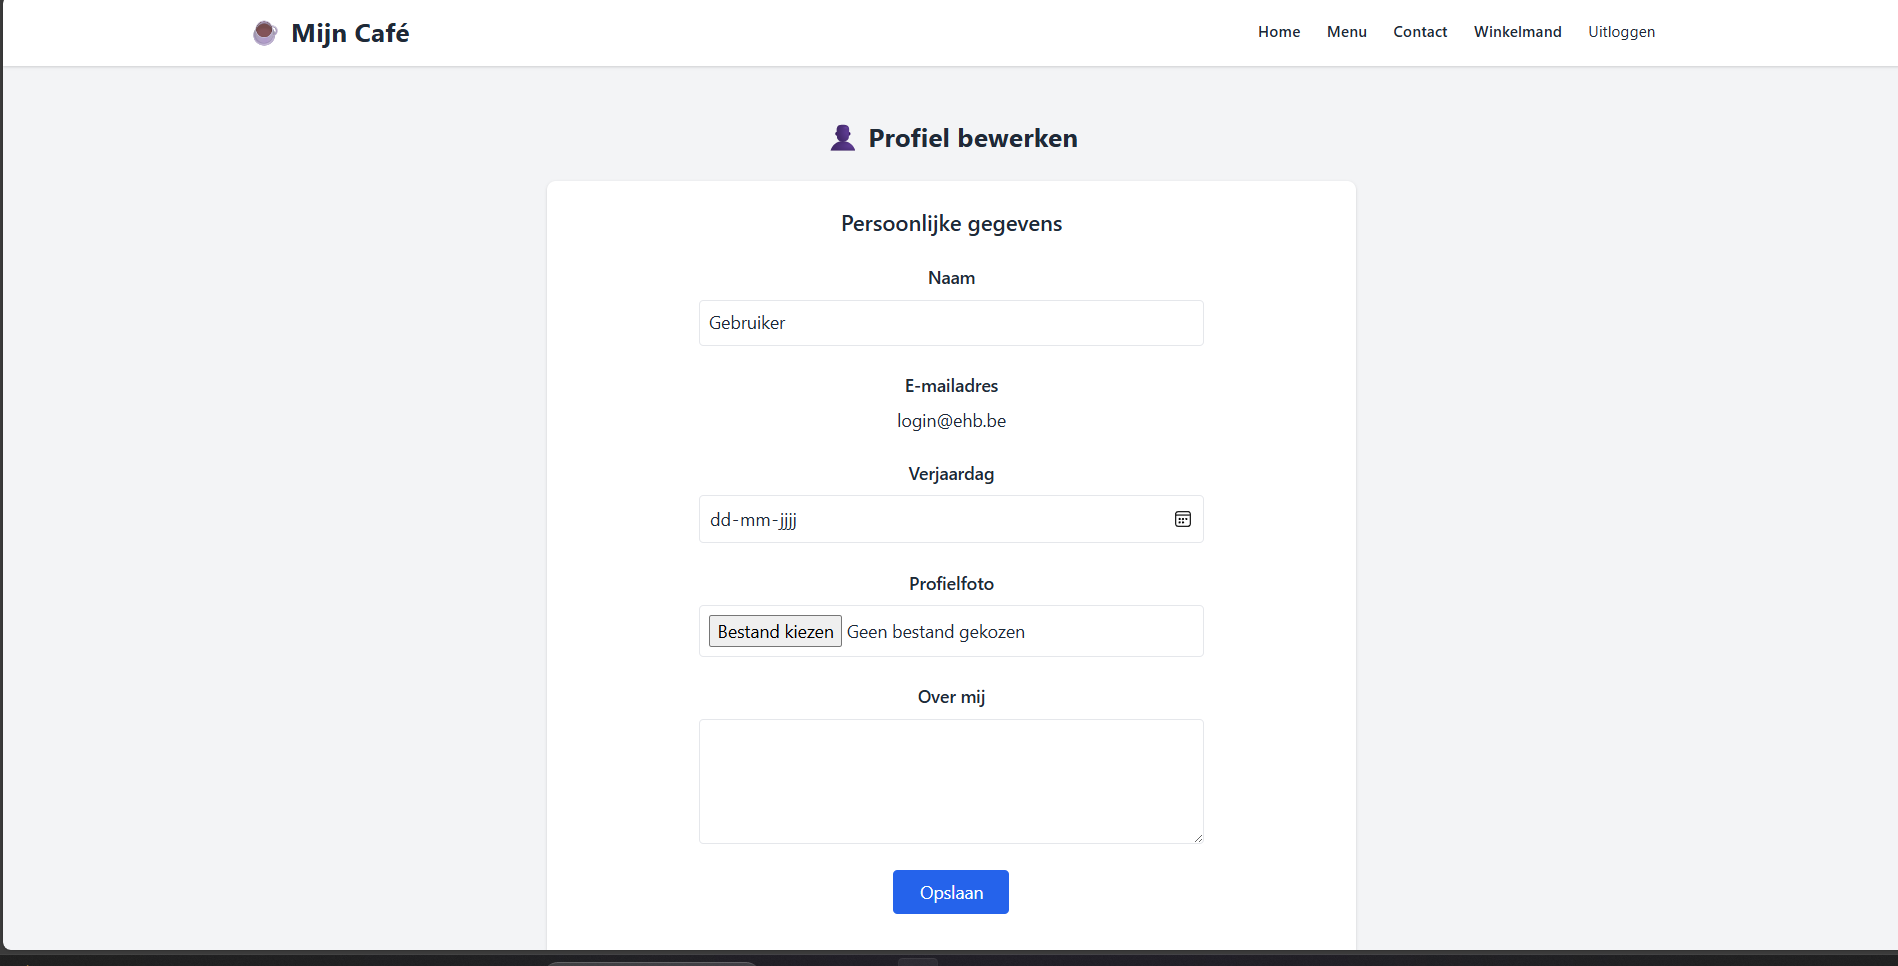 Mijn Café
Home Menu Contact Winkelmand Uitloggen
Profiel bewerken
Persoonlijke gegevens
Naam
Gebruiker
E-mailadres
login@ehb.be
Verjaardag
dd-mm-jjjj
Profielfoto
Bestand kiezen Geen bestand gekozen
Over mij
Opslaan